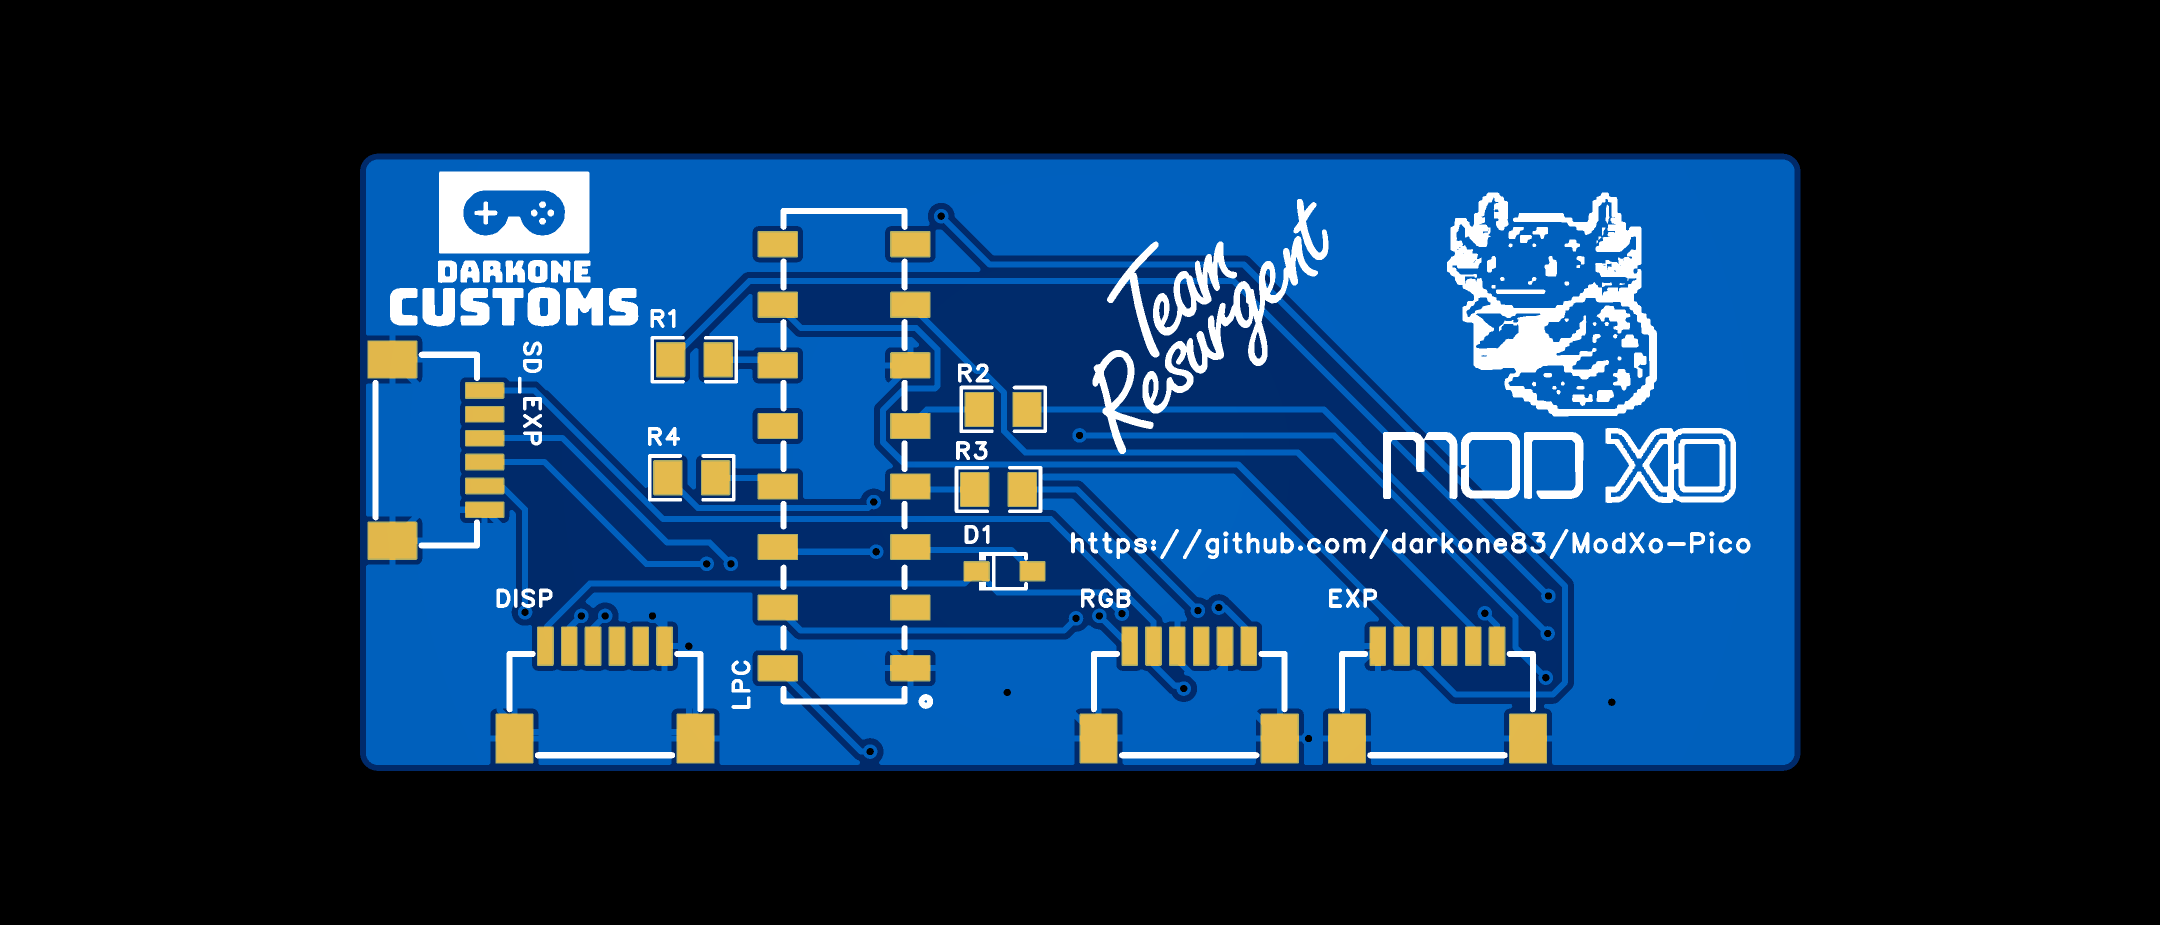 DARKONE
CUSTOMS
R1
SD_EXP
R4
R2
R3
D1
Team
Resurgent
MOD XO
https://github.com/darkone83/ModXo-Pico
DISP
LPC
RGB
EXP